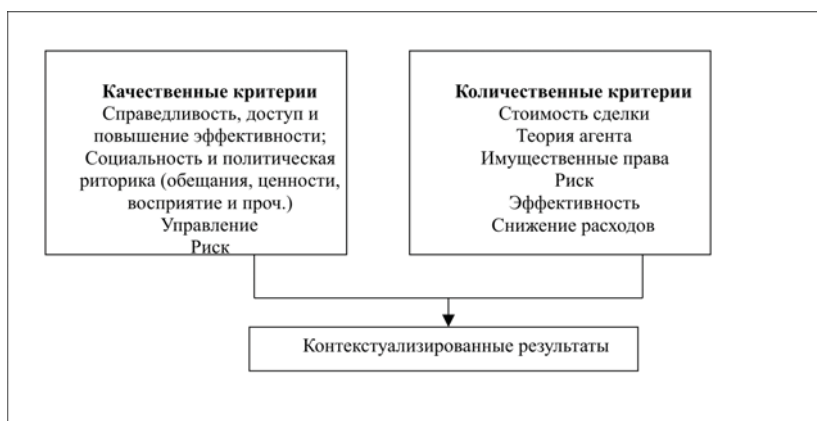 Качественные критерии
Справедливость, доступ и
повышение эффективности;
Социальность и политическая
риторика (обещания, ценности,
восприятие и проч.)
Управление
Риск
Количественные критерии
Стоимость сделки
Теория агента
Имущественные права
Риск
Эффективность
Снижение расходов
Контекстуализированные результаты